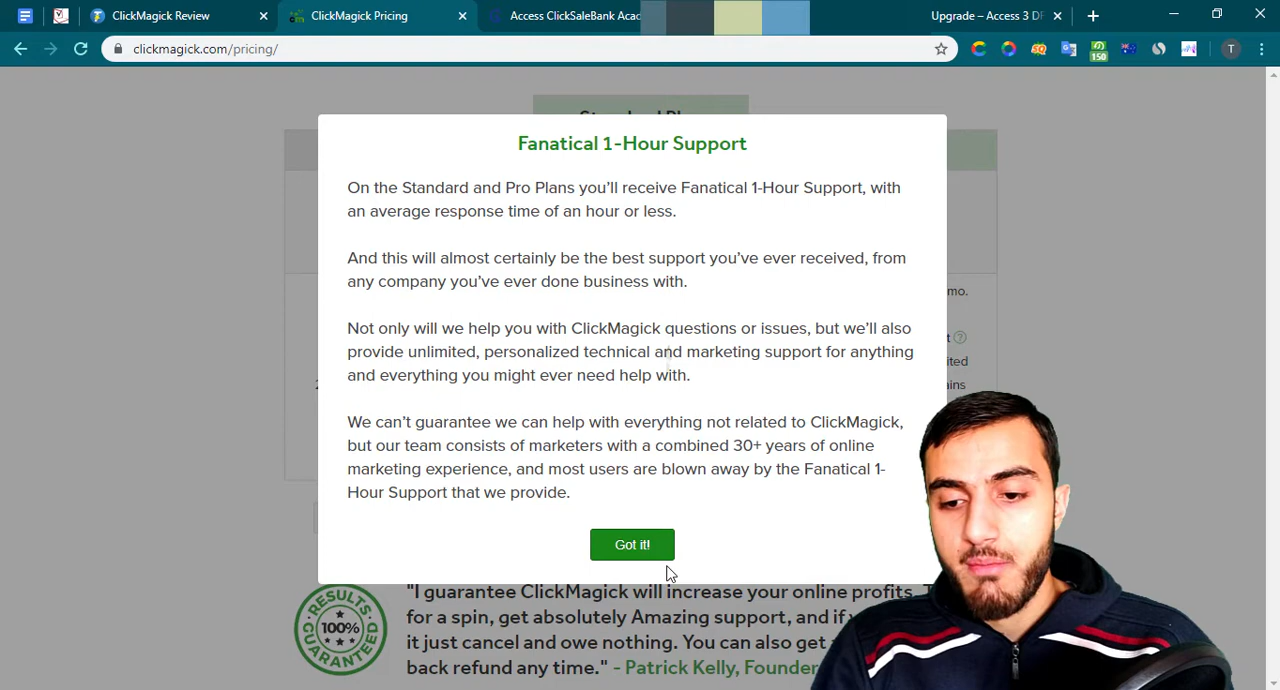 ClickMagick Review
ClickMagick Pricing
Access ClickSaleBank Acad
Upgrade – Access 3 DF
clickmagick.com/pricing/
150
T
Fanatical 1-Hour Support
On the Standard and Pro Plans you'll receive Fanatical 1-Hour Support, with
an average response time of an hour or less.
And this will almost certainly be the best support you've ever received, from
any company you've ever done business with.
mo.
Not only will we help you with ClickMagick questions or issues, but we'll also
provide unlimited, personalized technical and marketing support for anything
and everything you might ever need help with.
We can't guarantee we can help with everything not related to ClickMagick,
but our team consists of marketers with a combined 30+ years of online
marketing experience, and most users are blown away by the Fanatical 1-
Hour Support that we provide.
Got it!
RESULTS
100%
GUARANTEED
"I guarantee ClickMagick will increase your online profits.
for a spin, get absolutely Amazing support, and if
it just cancel and owe nothing. You can also get
back refund any time." - Patrick Kelly, Founder